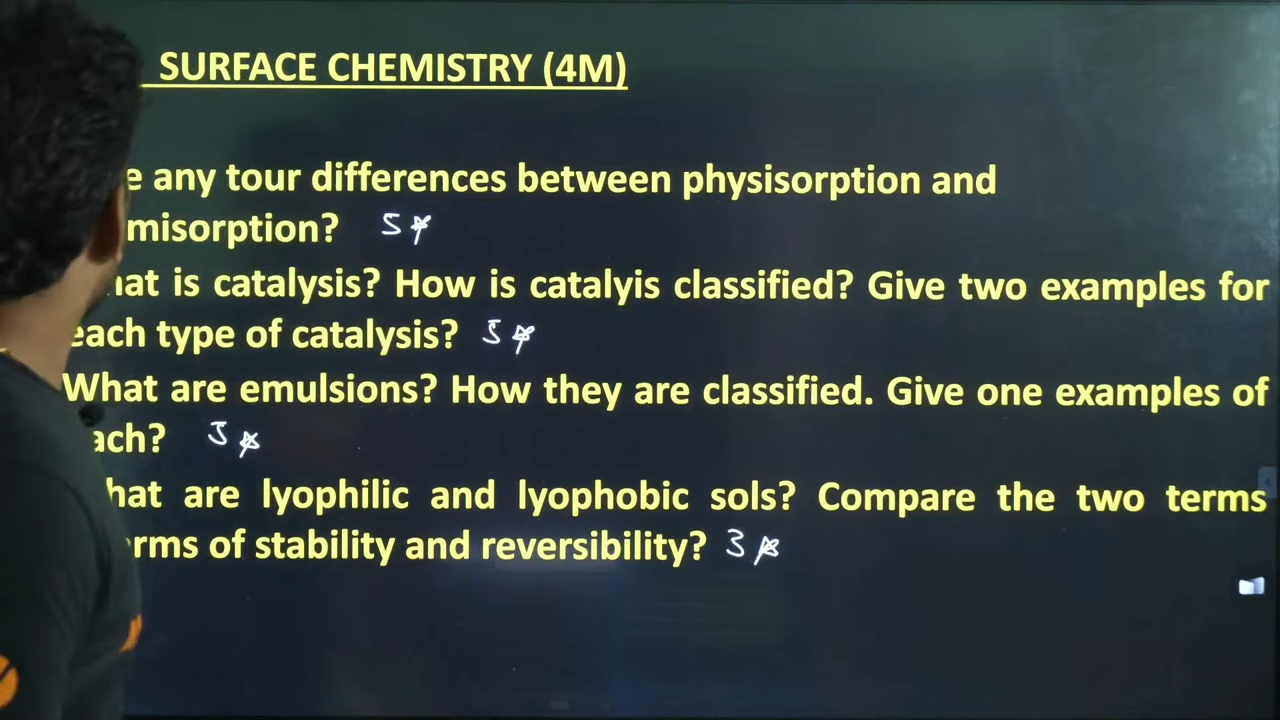 SURFACE CHEMISTRY (4M)
any tour differences between physisorption and
misorption? 5*
is catalysis? How is catalyis classified? Give two examples for
each type of catalysis? 5*
What are emulsions? How they are classified. Give one examples of
ach? 3*
hat are lyophilic and lyophobic sols? Compare the two terms
rms of stability and reversibility? 3*